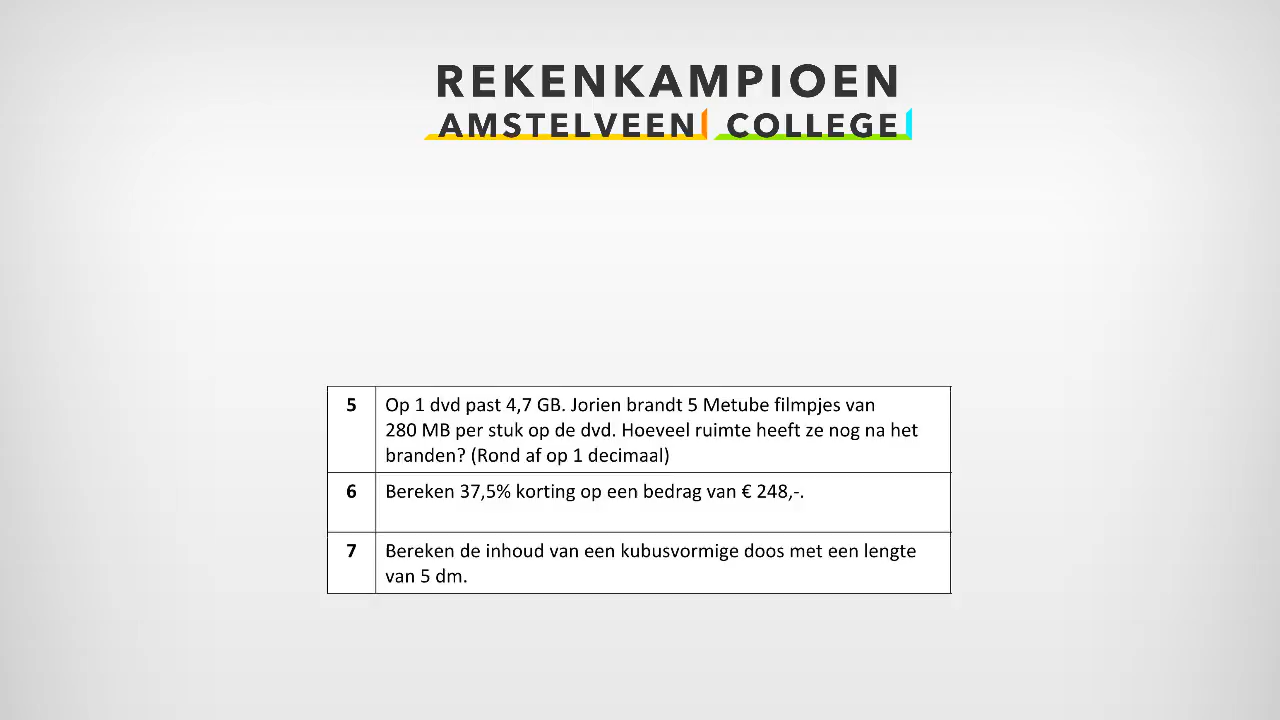 REKENKAMPIOEN
AMSTELVEEN COLLEGE
5 Op 1 dvd past 4,7 GB. Jorien brandt 5 Metube filmpjes van
280 MB per stuk op de dvd. Hoeveel ruimte heeft ze nog na het
branden? (Rond af op 1 decimaal)
6 Bereken 37,5% korting op een bedrag van € 248,-.
7 Bereken de inhoud van een kubusvormige doos met een lengte
van 5 dm.